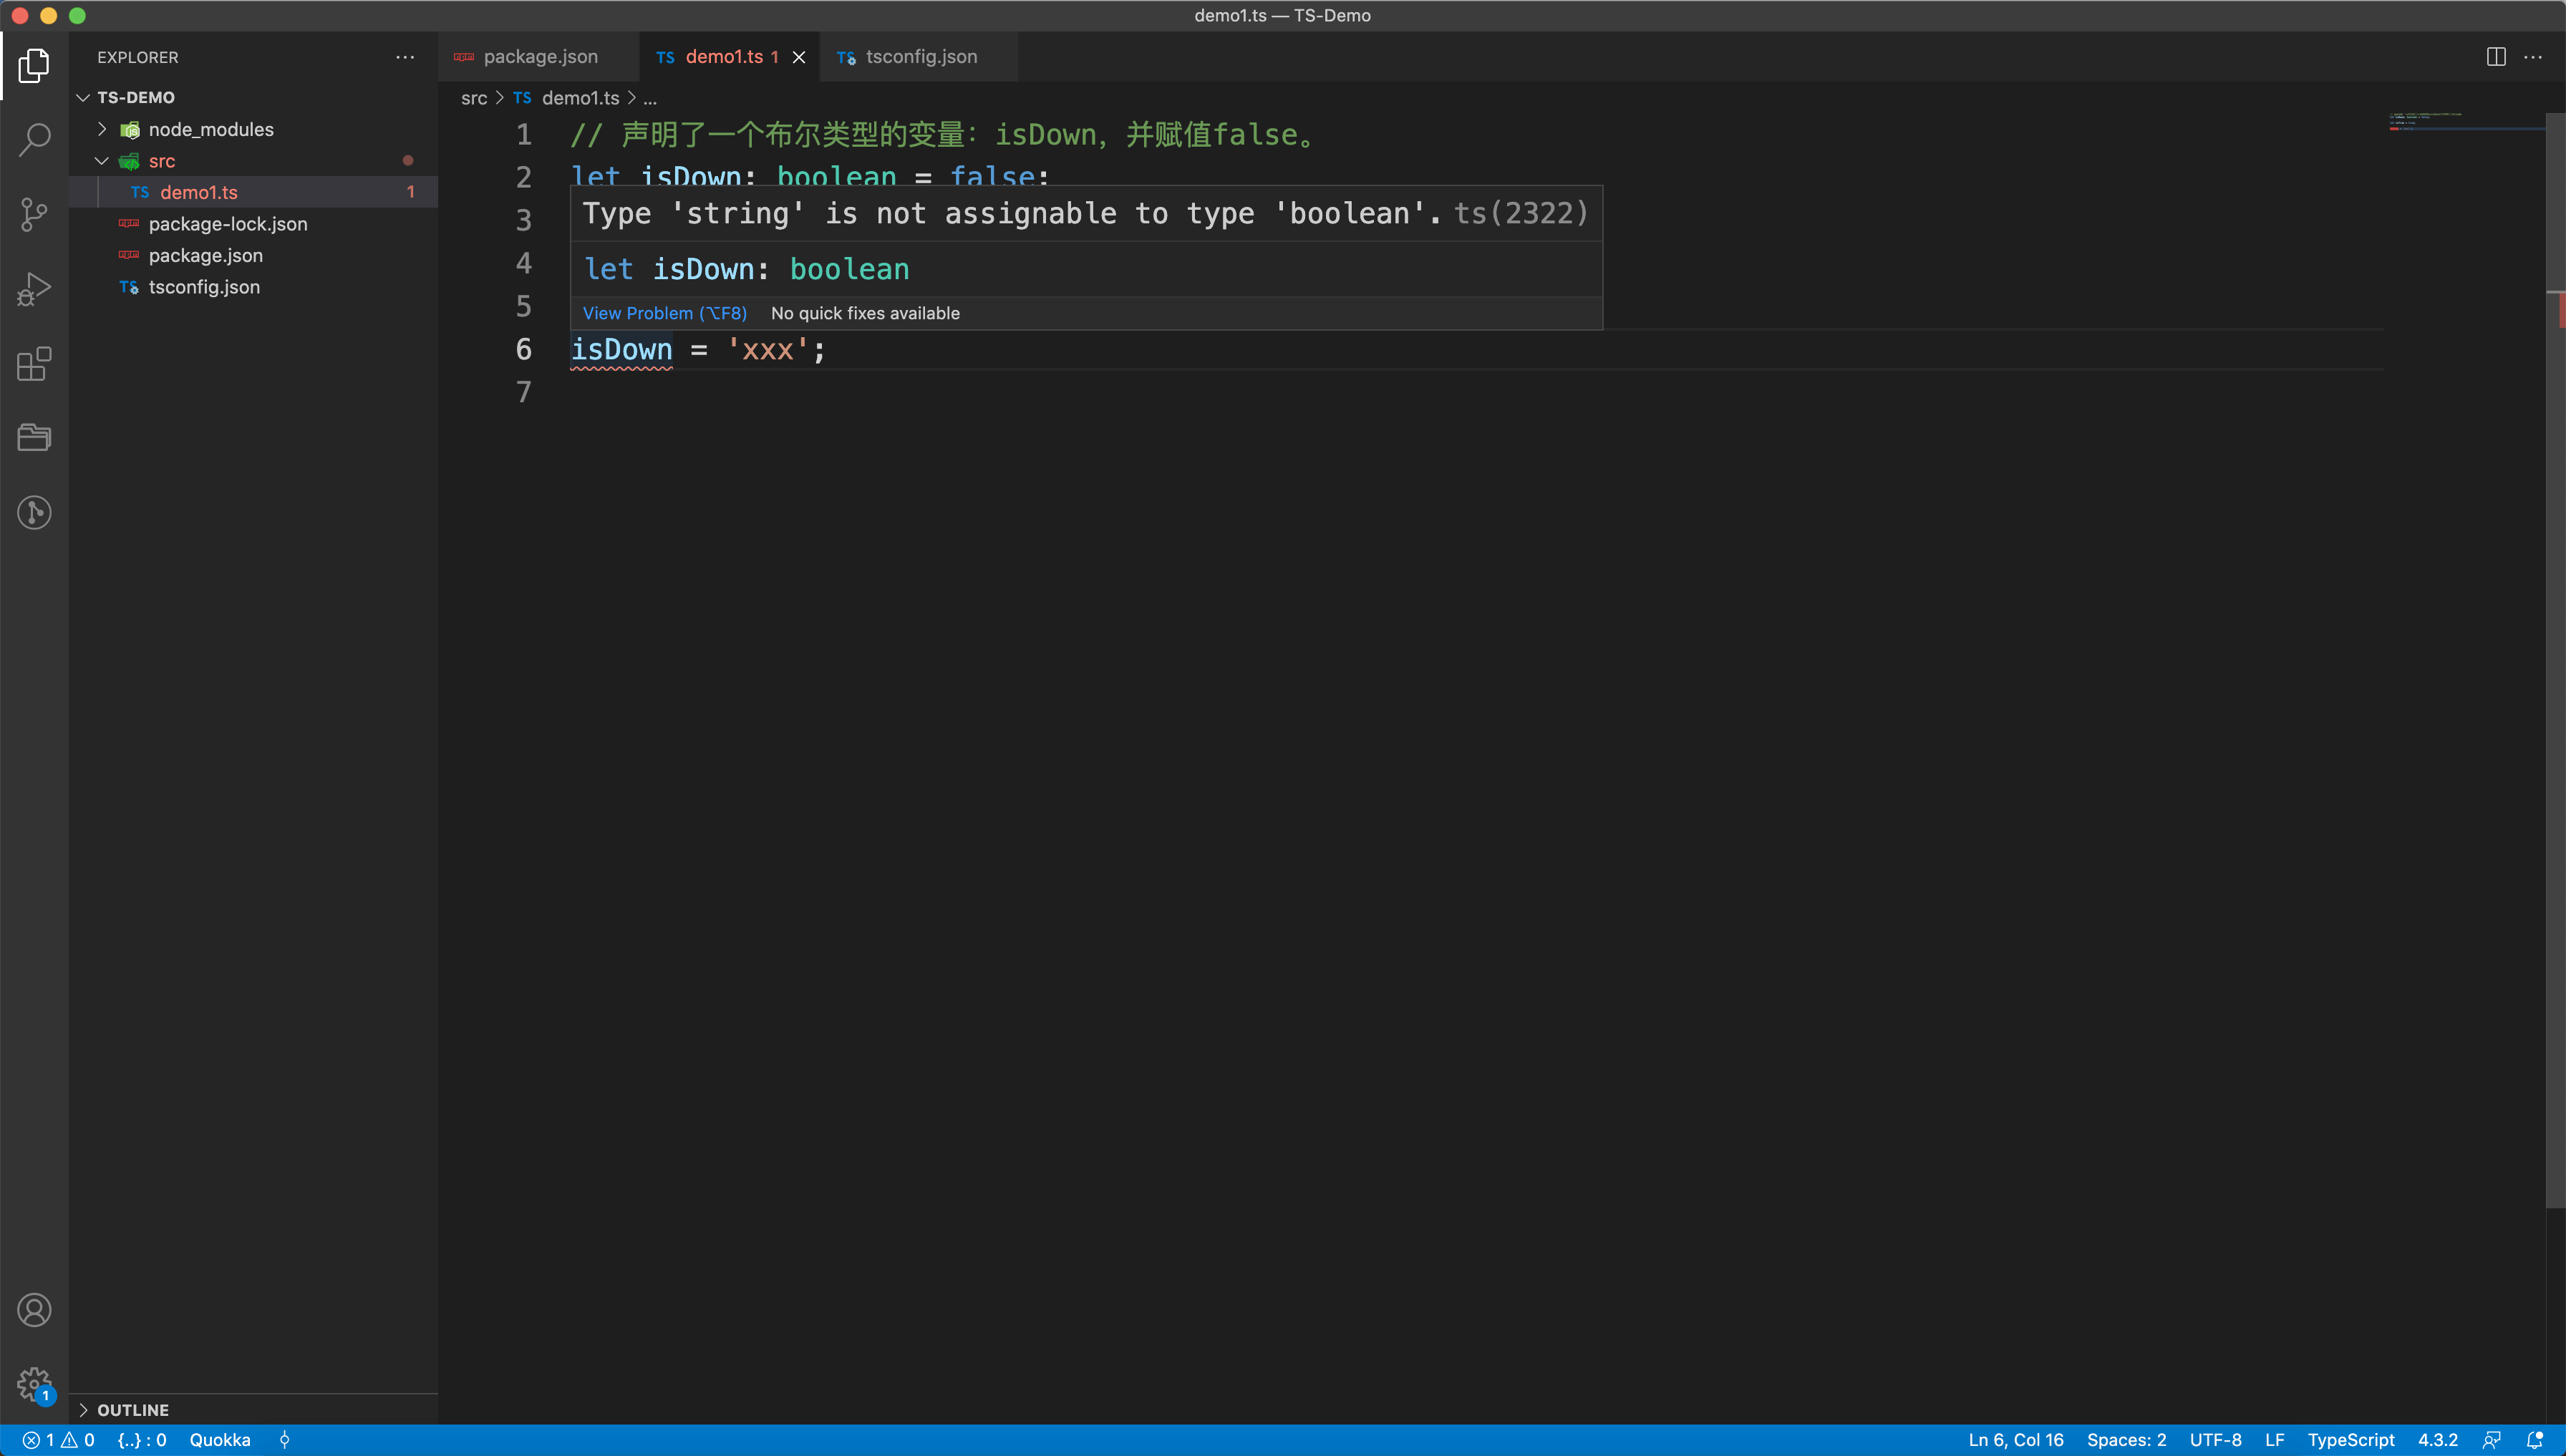 demo1.ts — TS-Demo
EXPLORER
TS-DEMO
node_modules
src
TS demo1.ts 1
package-lock.json
package.json
TS tsconfig.json
OUTLINE
package.json
TS demo1.ts 1
TS tsconfig.json
src > TS demo1.ts > ...
1 // 声明了一个布尔类型的变量：isDown，并赋值false。
2 let isDown: boolean = false;
3
Type 'string' is not assignable to type 'boolean'. ts(2322)
4
let isDown: boolean
5
View Problem (⌥F8) No quick fixes available
6 isDown = 'xxx';
7
1
1 0 {..} : 0 Quokka
Ln 6, Col 16 Spaces: 2 UTF-8 LF TypeScript 4.3.2